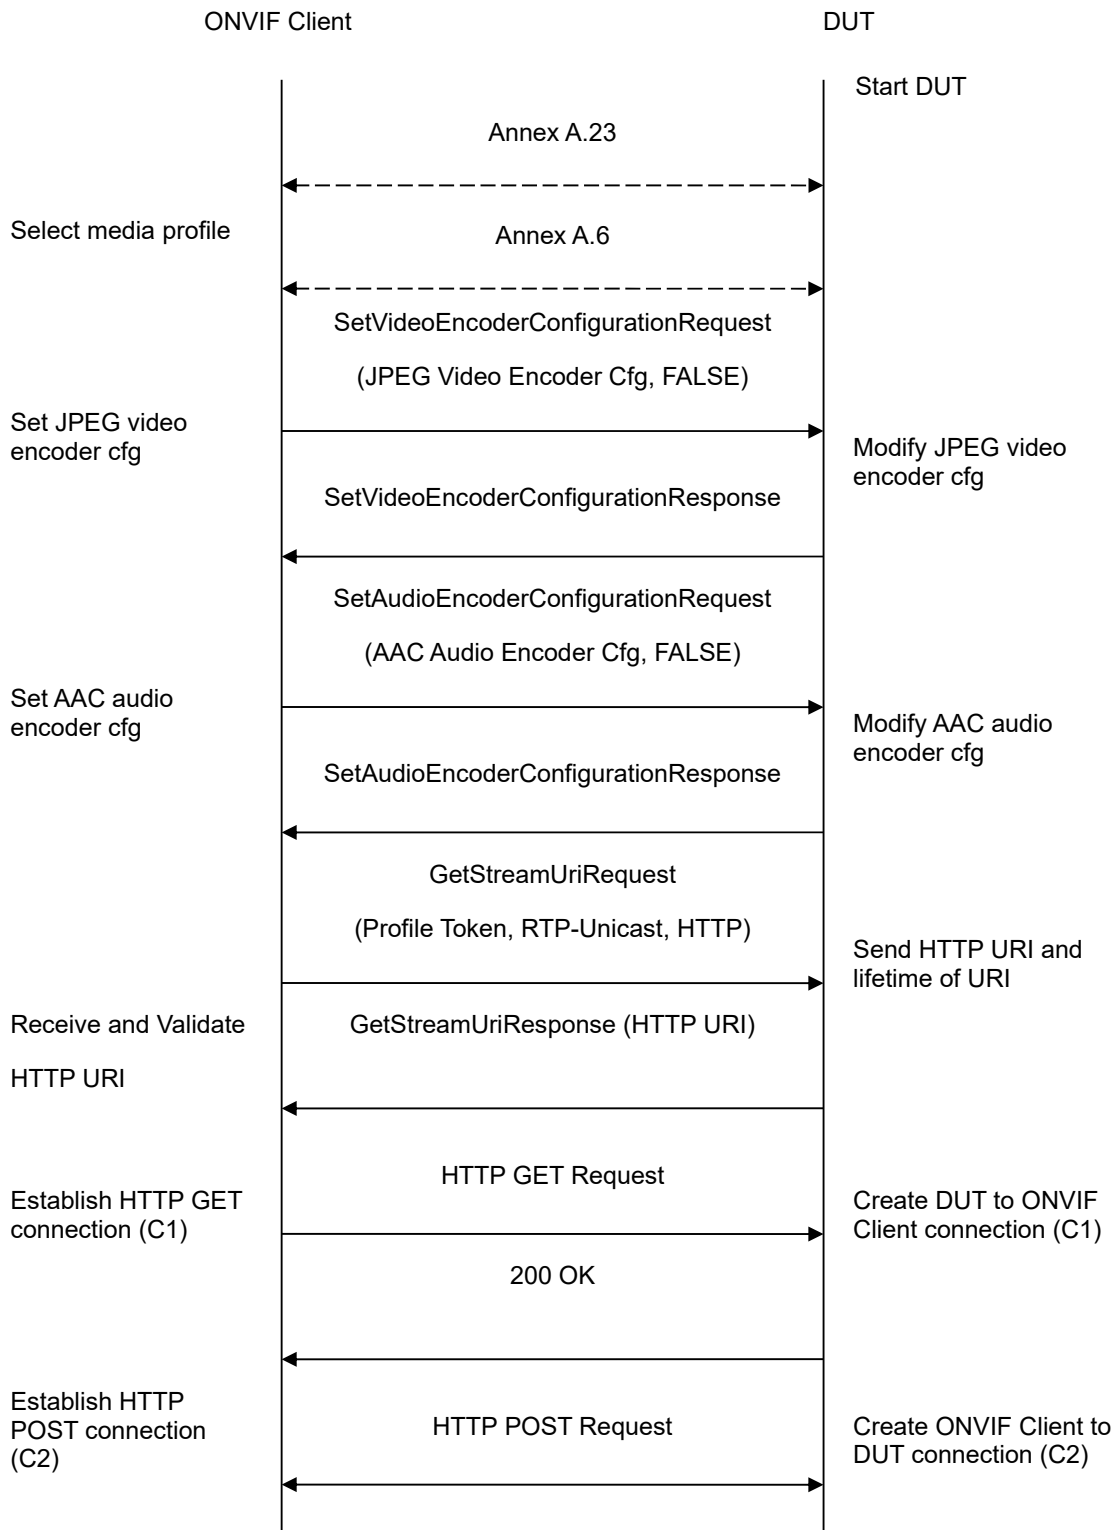 ONVIF Client
DUT
Start DUT
Annex A.23
Select media profile
Annex A.6
SetVideoEncoderConfigurationRequest
(JPEG Video Encoder Cfg, FALSE)
Set JPEG video
encoder cfg
Modify JPEG video
encoder cfg
SetVideoEncoderConfigurationResponse
SetAudioEncoderConfigurationRequest
(AAC Audio Encoder Cfg, FALSE)
Set AAC audio
encoder cfg
Modify AAC audio
encoder cfg
SetAudioEncoderConfigurationResponse
GetStreamUriRequest
(Profile Token, RTP-Unicast, HTTP)
Send HTTP URI and
lifetime of URI
Receive and Validate
HTTP URI
GetStreamUriResponse (HTTP URI)
HTTP GET Request
Establish HTTP GET
connection (C1)
Create DUT to ONVIF
Client connection (C1)
200 OK
Establish HTTP
POST connection
(C2)
HTTP POST Request
Create ONVIF Client to
DUT connection (C2)